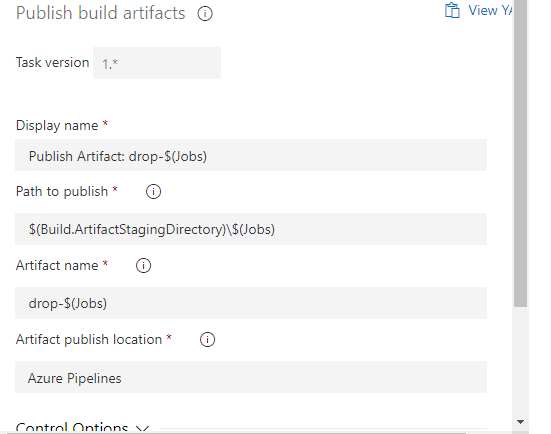 Publish build artifacts
View YA
Task version 1.*
Display name *
Publish Artifact: drop-$(Jobs)
Path to publish *
$(Build.ArtifactStagingDirectory)\$(Jobs)
Artifact name *
drop-$(Jobs)
Artifact publish location *
Azure Pipelines
Control Options